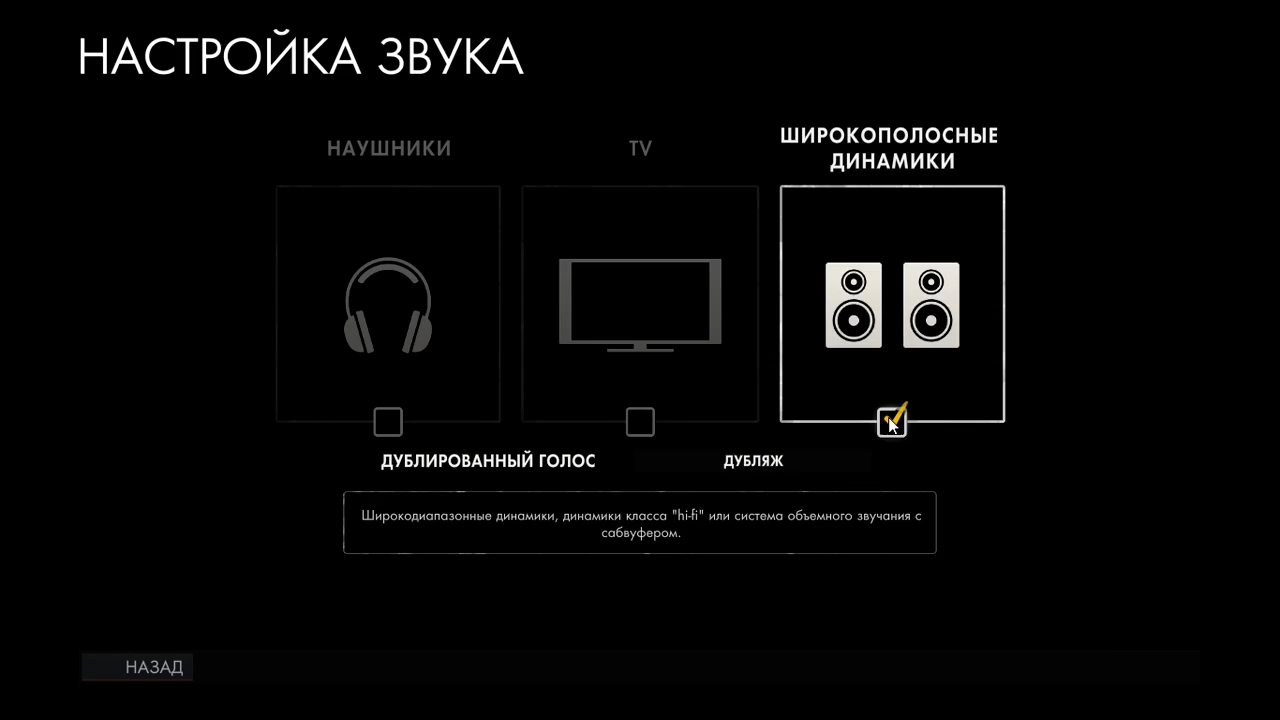 НАСТРОЙКА ЗВУКА
НАУШНИКИ
TV
ШИРОКОПОЛОСНЫЕ
ДИНАМИКИ
ДУБЛИРОВАННЫЙ ГОЛОС
ДУБЛЯЖ
Широкодиапазонные динамики, динамики класса "hi-fi" или система объемного звучания с
сабвуфером.
НАЗАД